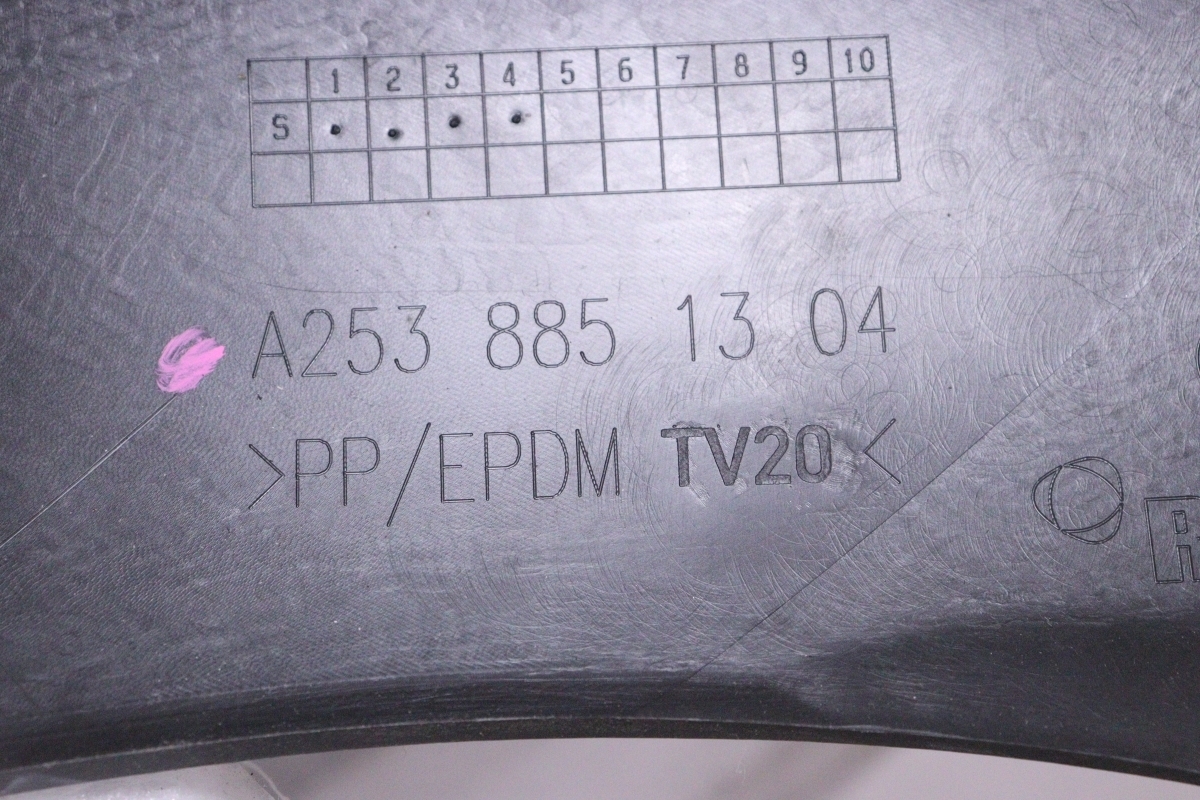 1 2 3 4 5 6 7 8 9 10
S
A253 885 13 04
>PP/EPDM TV20<